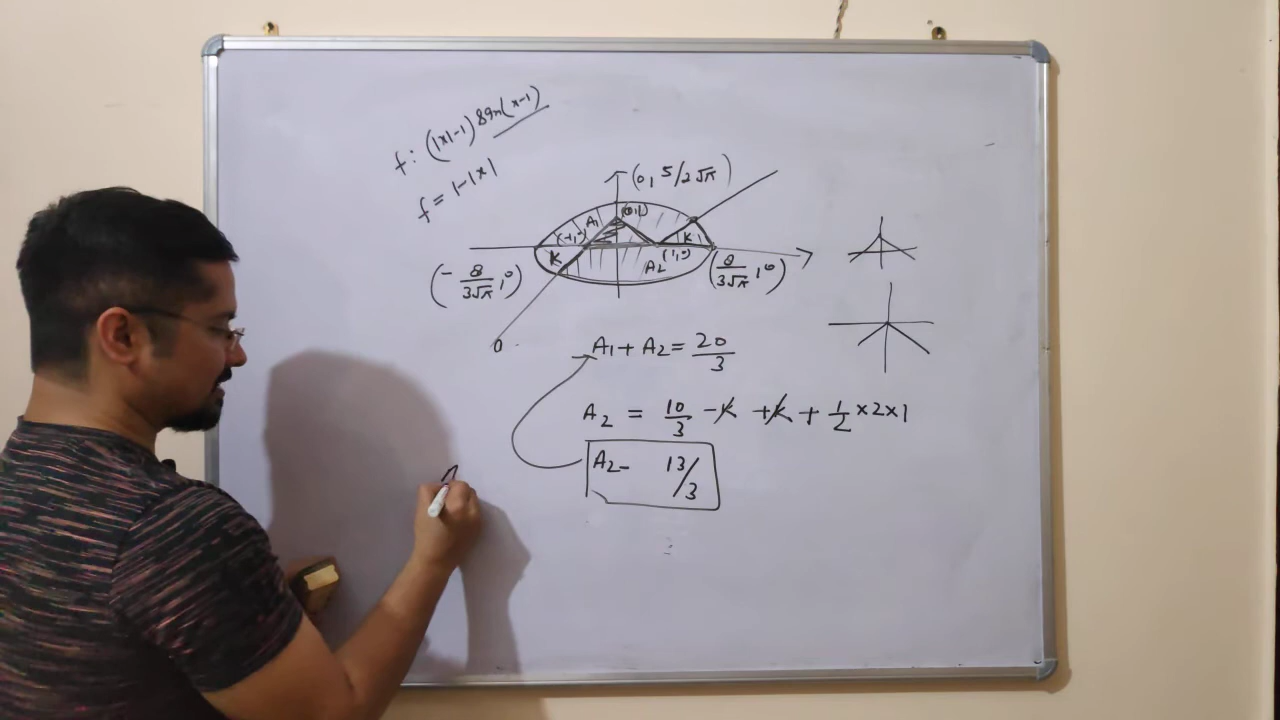 f: (|x|-1) sgn(x-1)
f = 1-|x|
(0, 5/2√π)
A₁
(0,1)
(-1,0)
K
K
(1,0)
A₂
(-8/3√π, 0)
(8/3√π, 0)
A₁ + A₂ = 20/3
A₂ = 10/3 - K + K + 1/2 × 2 × 1
A₂ - 13/3